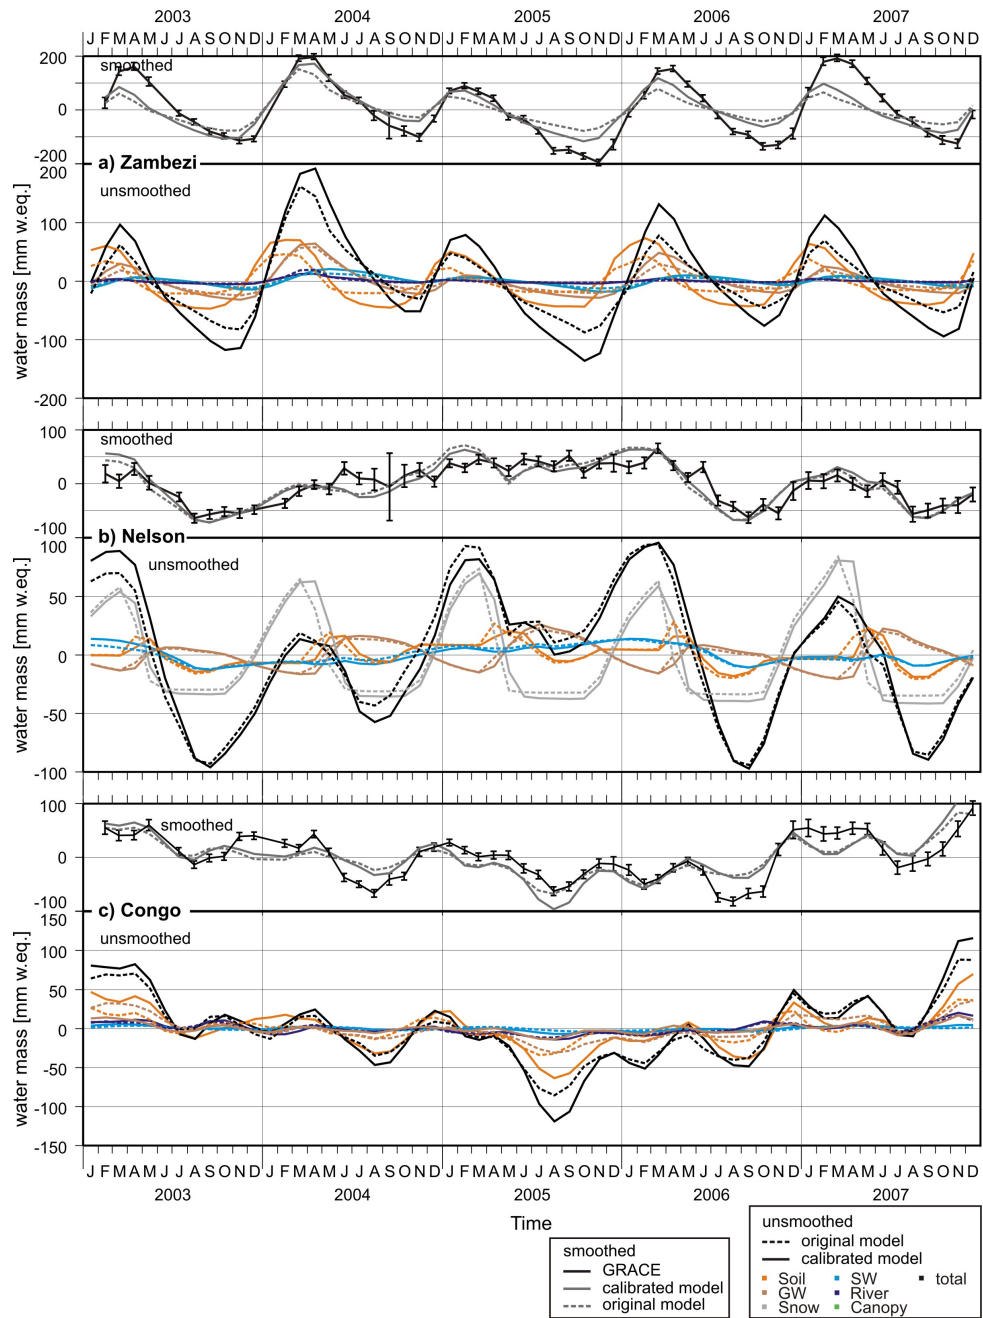 2003 2004 2005 2006 2007
J F M A M J J A S O N D J F M A M J J A S O N D J F M A M J J A S O N D J F M A M J J A S O N D J F M A M J J A S O N D
200
smoothed
0
-200
a) Zambezi
200
unsmoothed
100
0
-100
-200
water mass [mm w.eq.]
100
smoothed
0
-100
b) Nelson
100
unsmoothed
50
0
-50
-100
water mass [mm w.eq.]
100
smoothed
0
-100
c) Congo
150
unsmoothed
100
50
0
-50
-100
-150
water mass [mm w.eq.]
J F M A M J J A S O N D J F M A M J J A S O N D J F M A M J J A S O N D J F M A M J J A S O N D J F M A M J J A S O N D
2003 2004 2005 2006 2007
Time
smoothed
GRACE
calibrated model
original model
unsmoothed
original model
calibrated model
Soil SW total
GW River
Snow Canopy